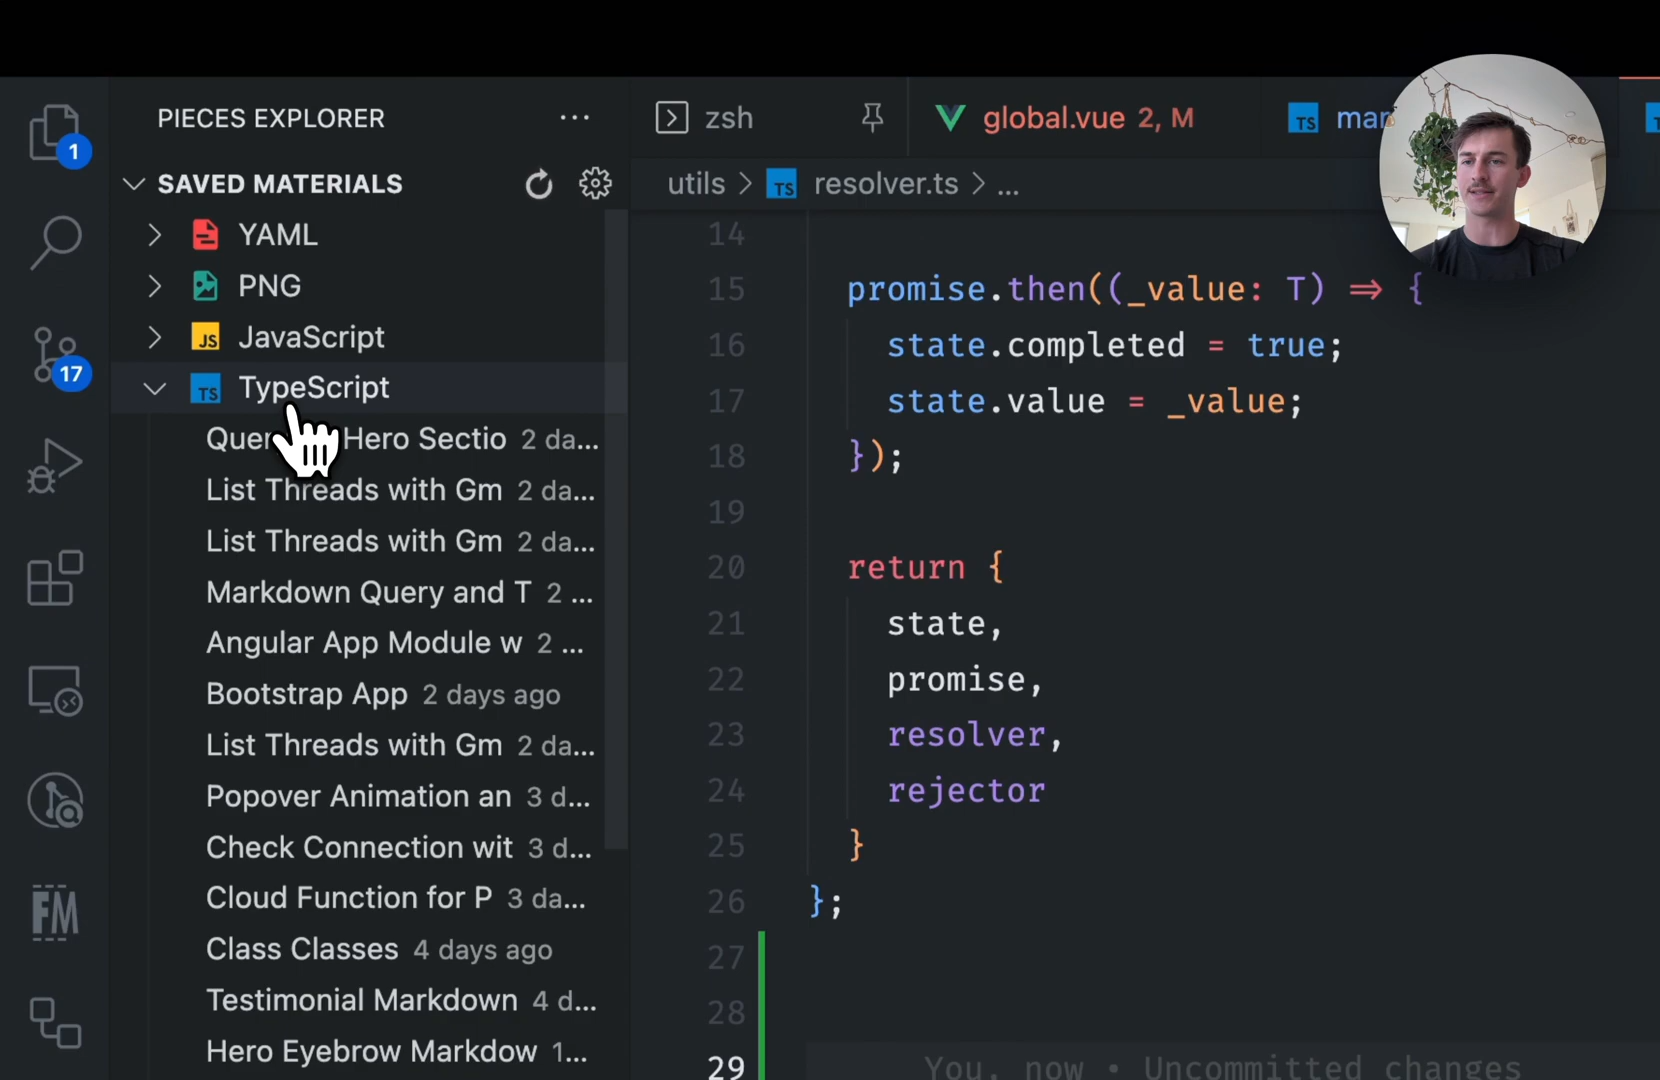 PIECES EXPLORER ...
SAVED MATERIALS
YAML
PNG
JS JavaScript
TS TypeScript
Hero Sectio 2 da...
List Threads with Gm 2 da...
List Threads with Gm 2 da...
Markdown Query and T 2 ...
Angular App Module w 2 ...
Bootstrap App 2 days ago
List Threads with Gm 2 da...
Popover Animation an 3 d...
Check Connection wit 3 d...
Cloud Function for P 3 da...
Class Classes 4 days ago
Testimonial Markdown 4 d...
Hero Eyebrow Markdow 1...
1
17
FM
zsh
global.vue 2, M
TS
utils > TS resolver.ts > ...
14
15 promise.then((_value: T) => {
16 state.completed = true;
17 state.value = _value;
18 });
19
20 return {
21 state,
22 promise,
23 resolver,
24 rejector
25 }
26 };
27
28
29 You, now • Uncommitted changes